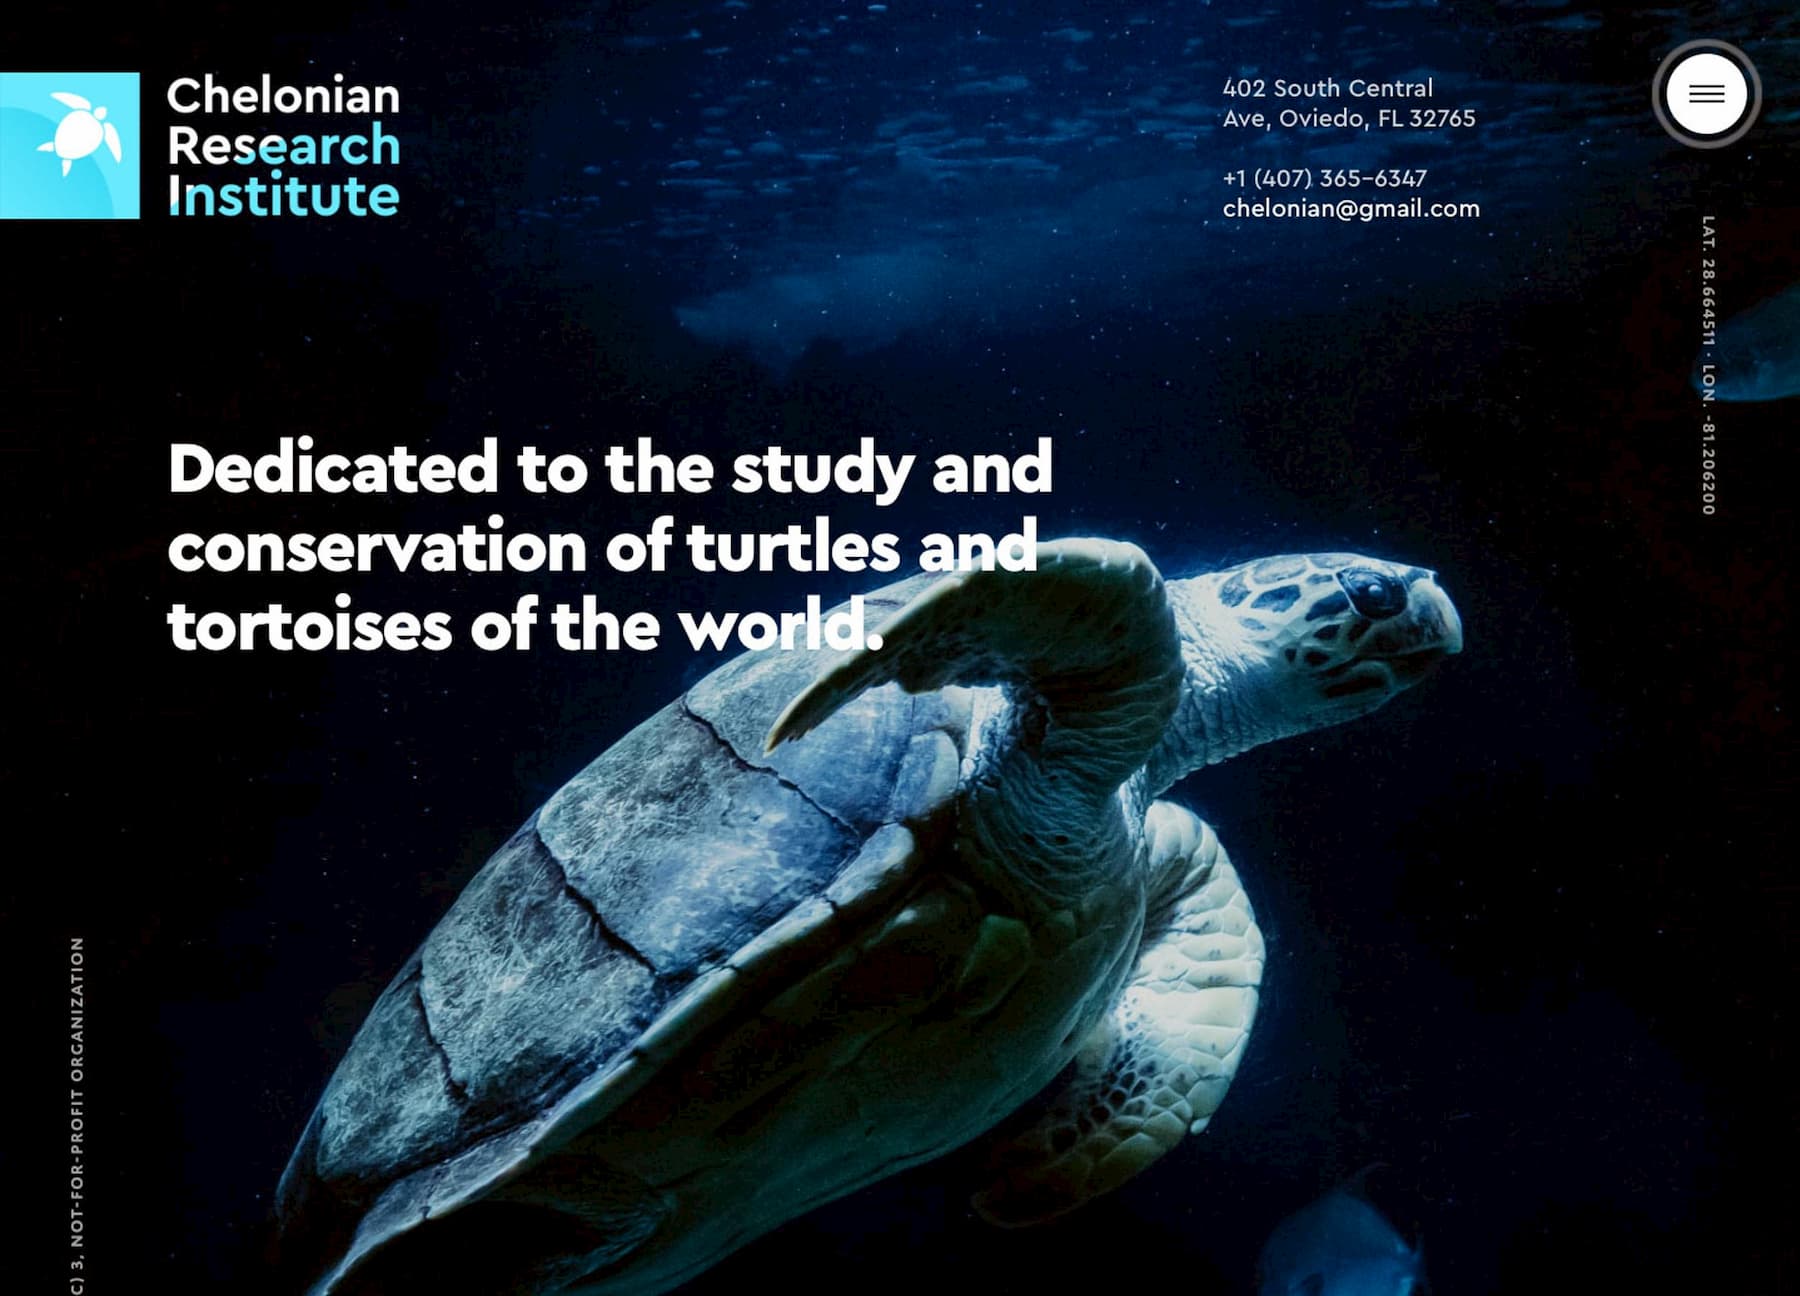 Chelonian
Research
Institute
402 South Central
Ave, Oviedo, FL 32765
+1 (407) 365-6347
chelonian@gmail.com
LAT. 28.664511 · LON. -81.206200
Dedicated to the study and
conservation of turtles and
tortoises of the world.
C) 3, NOT-FOR-PROFIT ORGANIZATION